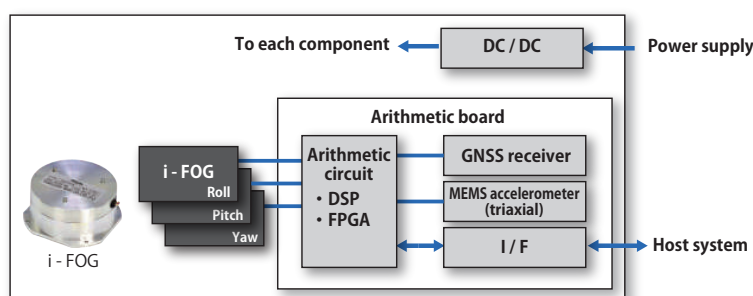 To each component
DC / DC
Power supply
Arithmetic board
Arithmetic
circuit
・DSP
・FPGA
GNSS receiver
MEMS accelerometer
(triaxial)
I / F
Host system
i - FOG
Roll
Pitch
Yaw
i - FOG